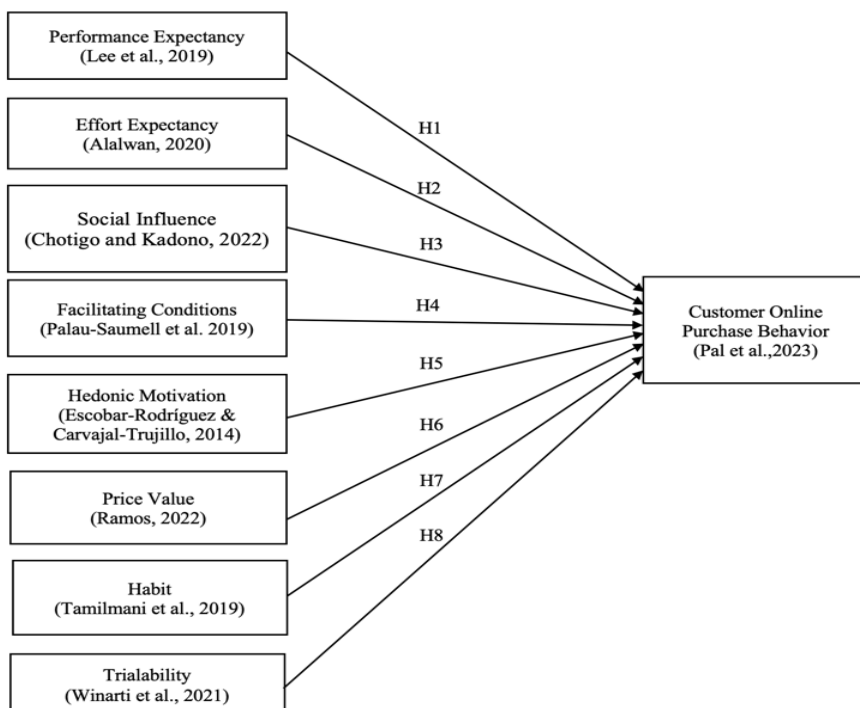 Performance Expectancy
(Lee et al., 2019)
H1
Effort Expectancy
(Alalwan, 2020)
H2
Social Influence
(Chotigo and Kadono, 2022)
H3
Facilitating Conditions
(Palau-Saumell et al. 2019)
H4
Customer Online
Purchase Behavior
(Pal et al.,2023)
Hedonic Motivation
(Escobar-Rodríguez &
Carvajal-Trujillo, 2014)
H5
H6
Price Value
(Ramos, 2022)
H7
H8
Habit
(Tamilmani et al., 2019)
Trialability
(Winarti et al., 2021)